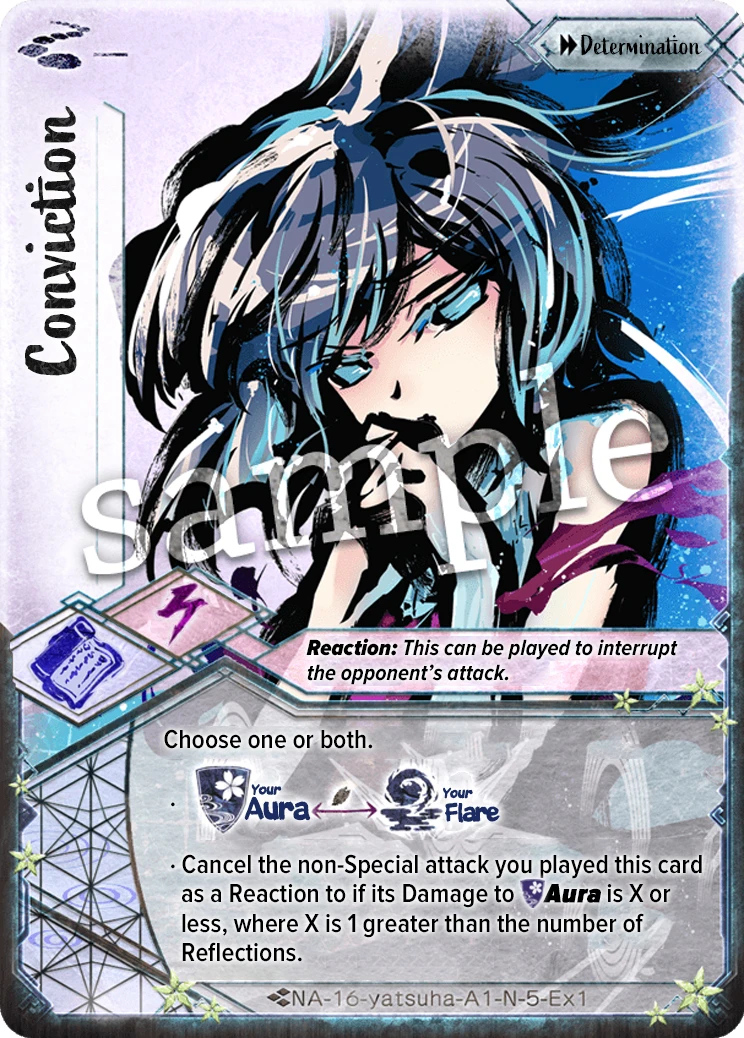 Determination
Conviction
sample
Reaction: This can be played to interrupt
the opponent's attack.
Choose one or both.
· Your Aura Your Flare
· Cancel the non-Special attack you played this card
as a Reaction to if its Damage to Aura is X or
less, where X is 1 greater than the number of
Reflections.
NA-16-yatsuha-A1-N-5-Ex1